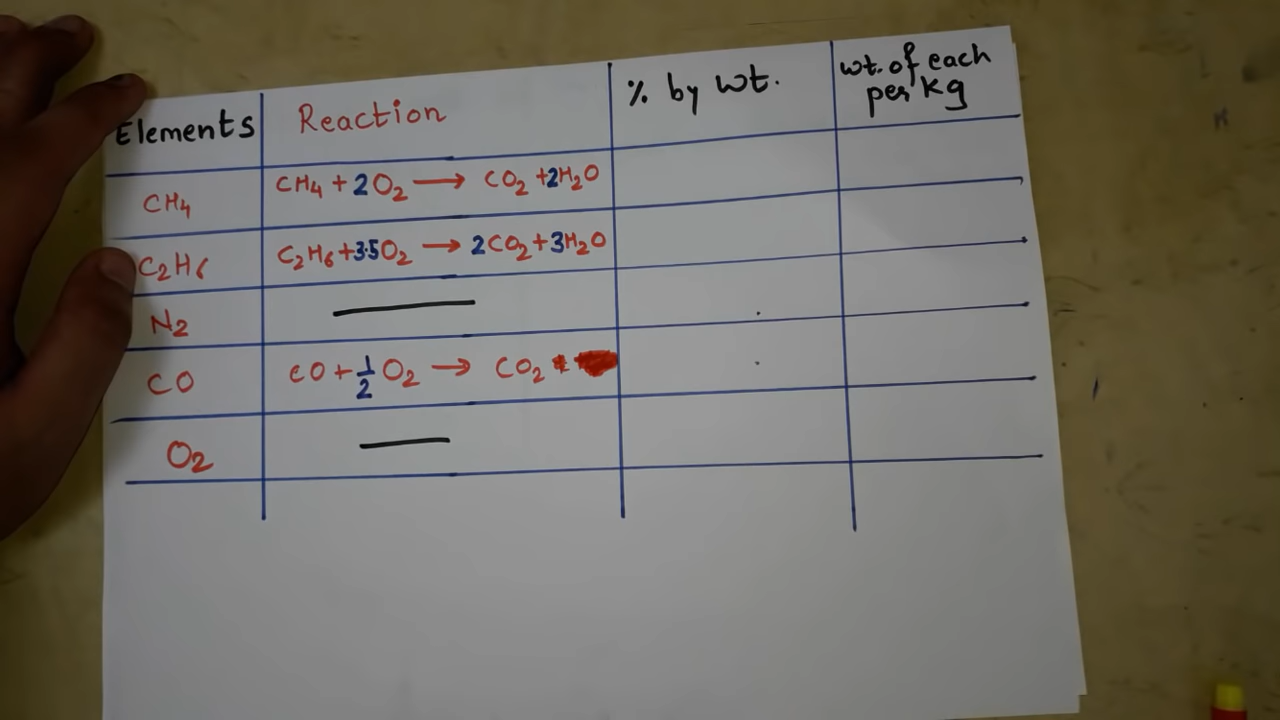 Elements Reaction % by wt. wt. of each
per kg
CH₄ CH₄ + 2O₂ → CO₂ + 2H₂O
C₂H₆ C₂H₆ + 3.5O₂ → 2CO₂ + 3H₂O
N₂
CO CO + 1/2 O₂ → CO₂
O₂